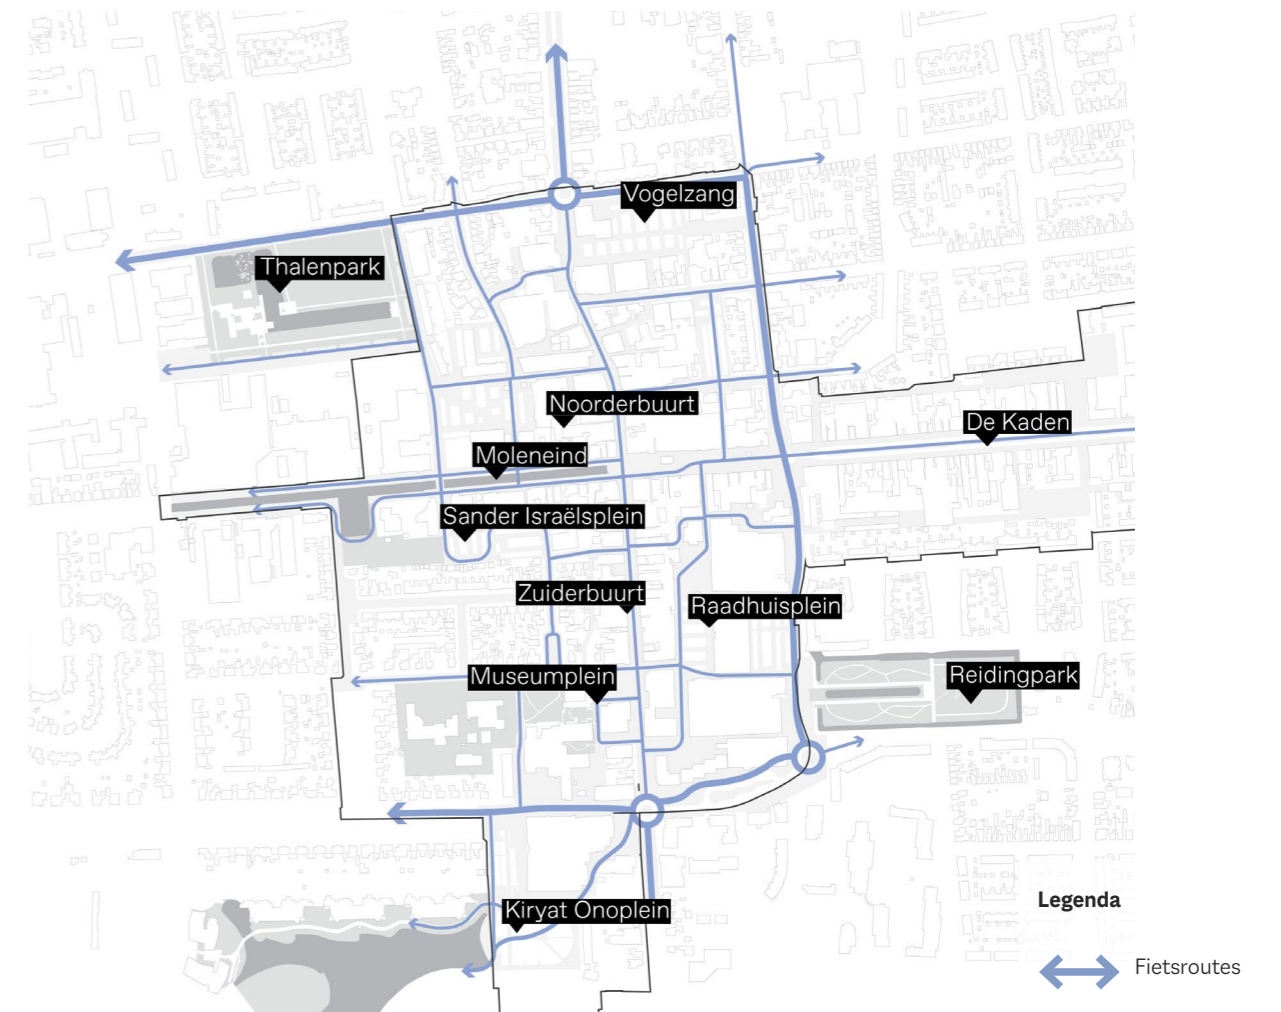 Vogelzang
Thalenpark
Noorderbuurt
De Kaden
Moleneind
Sander Israëlsplein
Zuiderbuurt
Raadhuisplein
Museumplein
Reidingpark
Kiryat Onoplein
Legenda
Fietsroutes